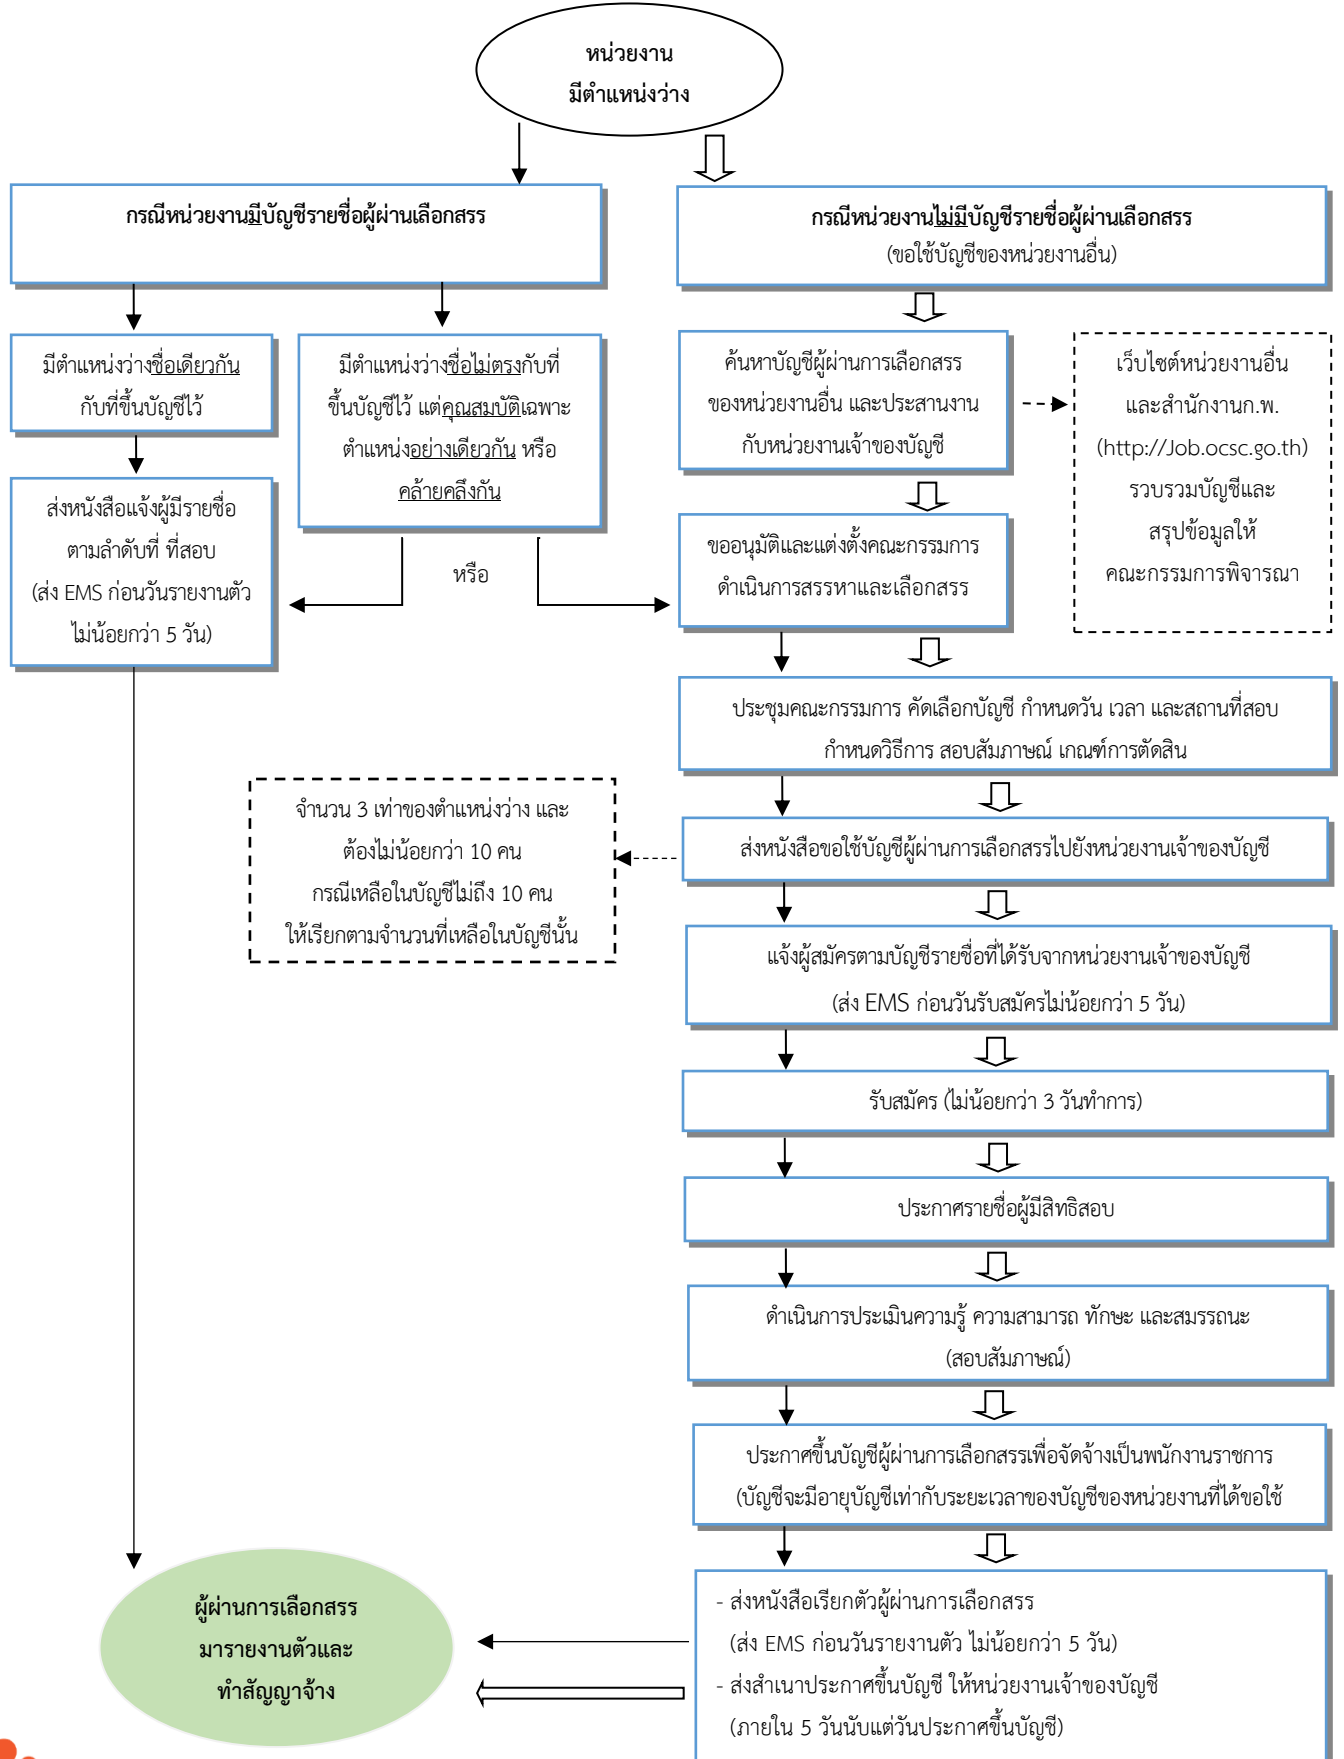 หน่วยงาน
มีตำแหน่งว่าง
กรณีหน่วยงานมีบัญชีรายชื่อผู้ผ่านเลือกสรร
กรณีหน่วยงานไม่มีบัญชีรายชื่อผู้ผ่านเลือกสรร
(ขอใช้บัญชีของหน่วยงานอื่น)
มีตำแหน่งว่างชื่อเดียวกัน
กับที่ขึ้นบัญชีไว้
มีตำแหน่งว่างชื่อไม่ตรงกับที่
ขึ้นบัญชีไว้ แต่คุณสมบัติเฉพาะ
ตำแหน่งอย่างเดียวกัน หรือ
คล้ายคลึงกัน
ค้นหาบัญชีผู้ผ่านการเลือกสรร
ของหน่วยงานอื่น และประสานงาน
กับหน่วยงานเจ้าของบัญชี
เว็บไซต์หน่วยงานอื่น
และสำนักงานก.พ.
(http://Job.ocsc.go.th)
รวบรวมบัญชีและ
สรุปข้อมูลให้
คณะกรรมการพิจารณา
ส่งหนังสือแจ้งผู้มีรายชื่อ
ตามลำดับที่ ที่สอบ
(ส่ง EMS ก่อนวันรายงานตัว
ไม่น้อยกว่า 5 วัน)
หรือ
ขออนุมัติและแต่งตั้งคณะกรรมการ
ดำเนินการสรรหาและเลือกสรร
ประชุมคณะกรรมการ คัดเลือกบัญชี กำหนดวัน เวลา และสถานที่สอบ
กำหนดวิธีการ สอบสัมภาษณ์ เกณฑ์การตัดสิน
จำนวน 3 เท่าของตำแหน่งว่าง และ
ต้องไม่น้อยกว่า 10 คน
กรณีเหลือในบัญชีไม่ถึง 10 คน
ให้เรียกตามจำนวนที่เหลือในบัญชีนั้น
ส่งหนังสือขอใช้บัญชีผู้ผ่านการเลือกสรรไปยังหน่วยงานเจ้าของบัญชี
แจ้งผู้สมัครตามบัญชีรายชื่อที่ได้รับจากหน่วยงานเจ้าของบัญชี
(ส่ง EMS ก่อนวันรับสมัครไม่น้อยกว่า 5 วัน)
รับสมัคร (ไม่น้อยกว่า 3 วันทำการ)
ประกาศรายชื่อผู้มีสิทธิสอบ
ดำเนินการประเมินความรู้ ความสามารถ ทักษะ และสมรรถนะ
(สอบสัมภาษณ์)
ประกาศขึ้นบัญชีผู้ผ่านการเลือกสรรเพื่อจัดจ้างเป็นพนักงานราชการ
(บัญชีจะมีอายุบัญชีเท่ากับระยะเวลาของบัญชีของหน่วยงานที่ได้ขอใช้
- ส่งหนังสือเรียกตัวผู้ผ่านการเลือกสรร
(ส่ง EMS ก่อนวันรายงานตัว ไม่น้อยกว่า 5 วัน)
- ส่งสำเนาประกาศขึ้นบัญชี ให้หน่วยงานเจ้าของบัญชี
(ภายใน 5 วันนับแต่วันประกาศขึ้นบัญชี)
ผู้ผ่านการเลือกสรร
มารายงานตัวและ
ทำสัญญาจ้าง